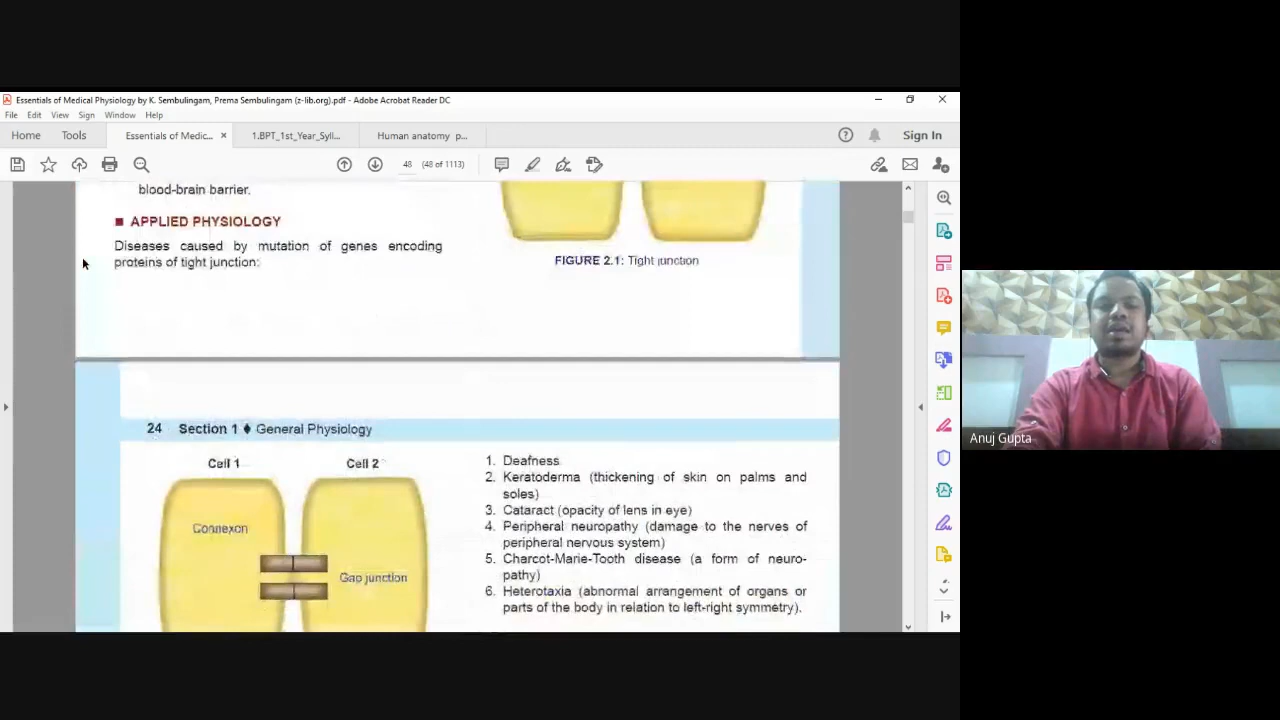 Essentials of Medical Physiology by K. Sembulingam, Prema Sembulingam (z-lib.org).pdf - Adobe Acrobat Reader DC
File Edit View Sign Window Help
Home Tools Essentials of Medic... × 1.BPT_1st_Year_Syll... Human anatomy p... Sign In
48 (48 of 1113)
blood-brain barrier.
■ APPLIED PHYSIOLOGY
Diseases caused by mutation of genes encoding
proteins of tight junction:
FIGURE 2.1: Tight junction
24 Section 1 ♦ General Physiology
Cell 1 Cell 2
Connexon
Gap junction
1. Deafness
2. Keratoderma (thickening of skin on palms and
soles)
3. Cataract (opacity of lens in eye)
4. Peripheral neuropathy (damage to the nerves of
peripheral nervous system)
5. Charcot-Marie-Tooth disease (a form of neuro-
pathy)
6. Heterotaxia (abnormal arrangement of organs or
parts of the body in relation to left-right symmetry).
Anuj Gupta